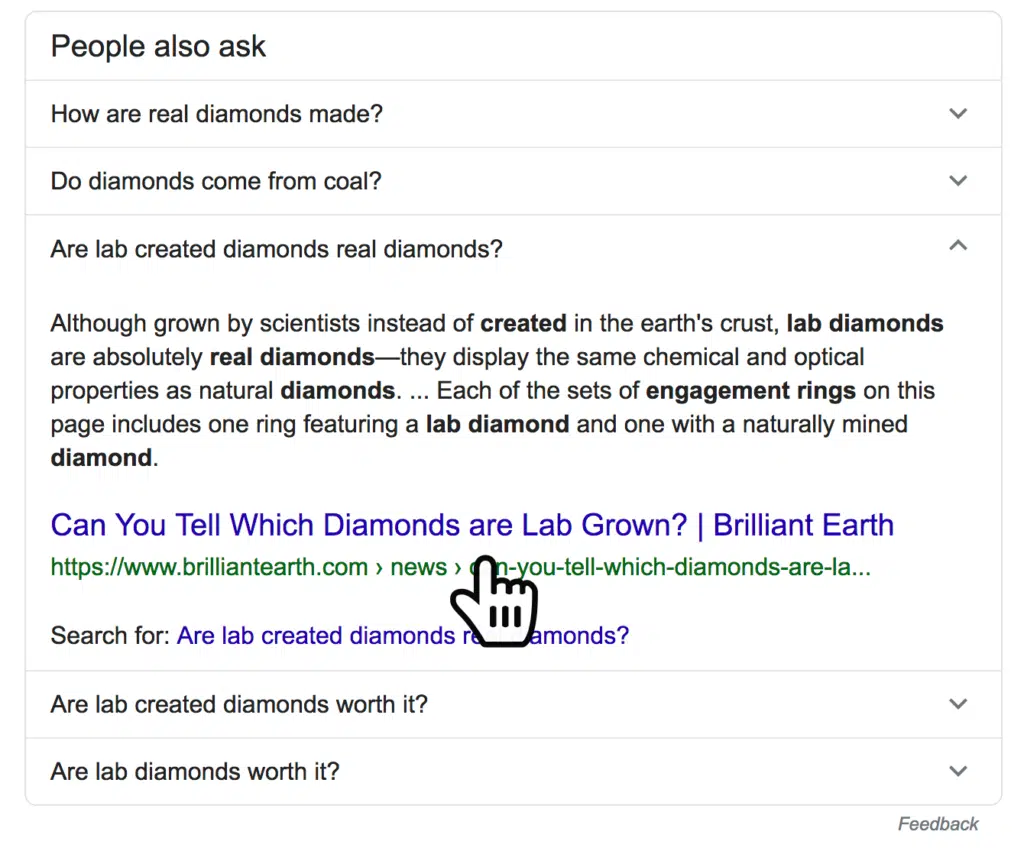 People also ask
How are real diamonds made?
Do diamonds come from coal?
Are lab created diamonds real diamonds?
Although grown by scientists instead of created in the earth's crust, lab diamonds
are absolutely real diamonds—they display the same chemical and optical
properties as natural diamonds. ... Each of the sets of engagement rings on this
page includes one ring featuring a lab diamond and one with a naturally mined
diamond.
Can You Tell Which Diamonds are Lab Grown? | Brilliant Earth
https://www.brilliantearth.com › news › can-you-tell-which-diamonds-are-la...
Search for: Are lab created diamonds real diamonds?
Are lab created diamonds worth it?
Are lab diamonds worth it?
Feedback